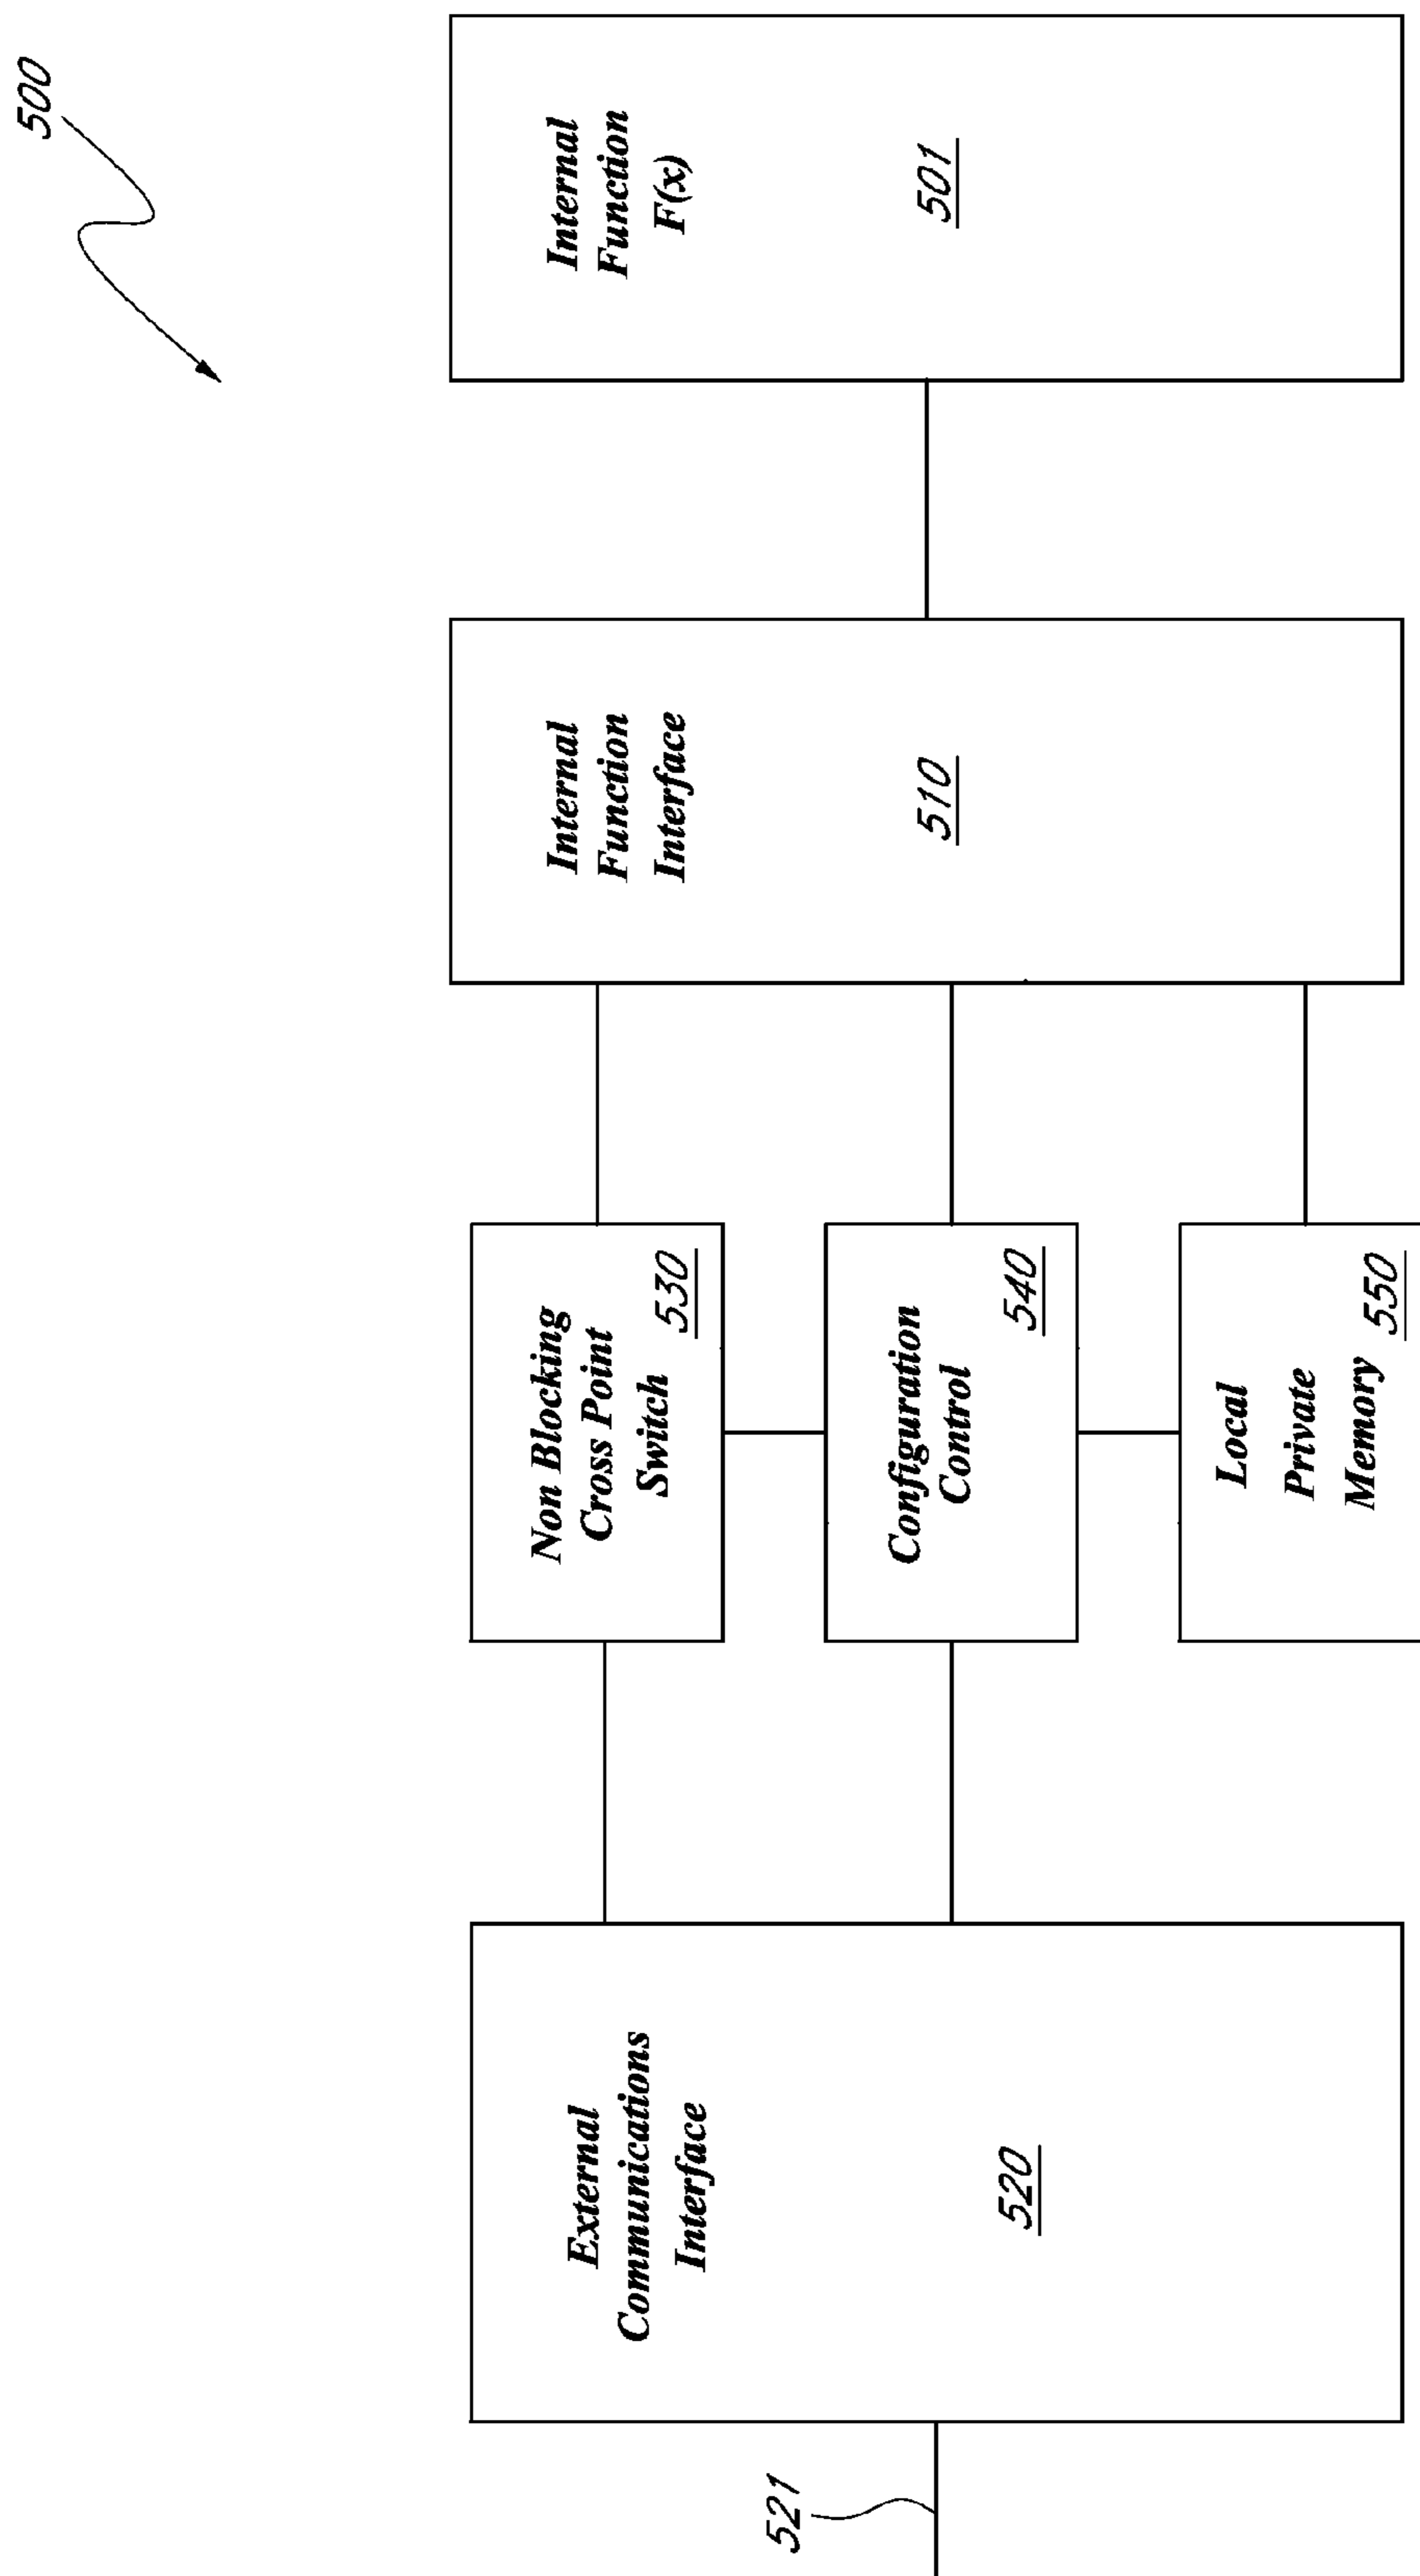 500
Internal
Function
F(x)
501
Internal
Function
Interface
510
Non Blocking
Cross Point
Switch
530
Configuration
Control
540
Local
Private
Memory
550
External
Communications
Interface
520
521